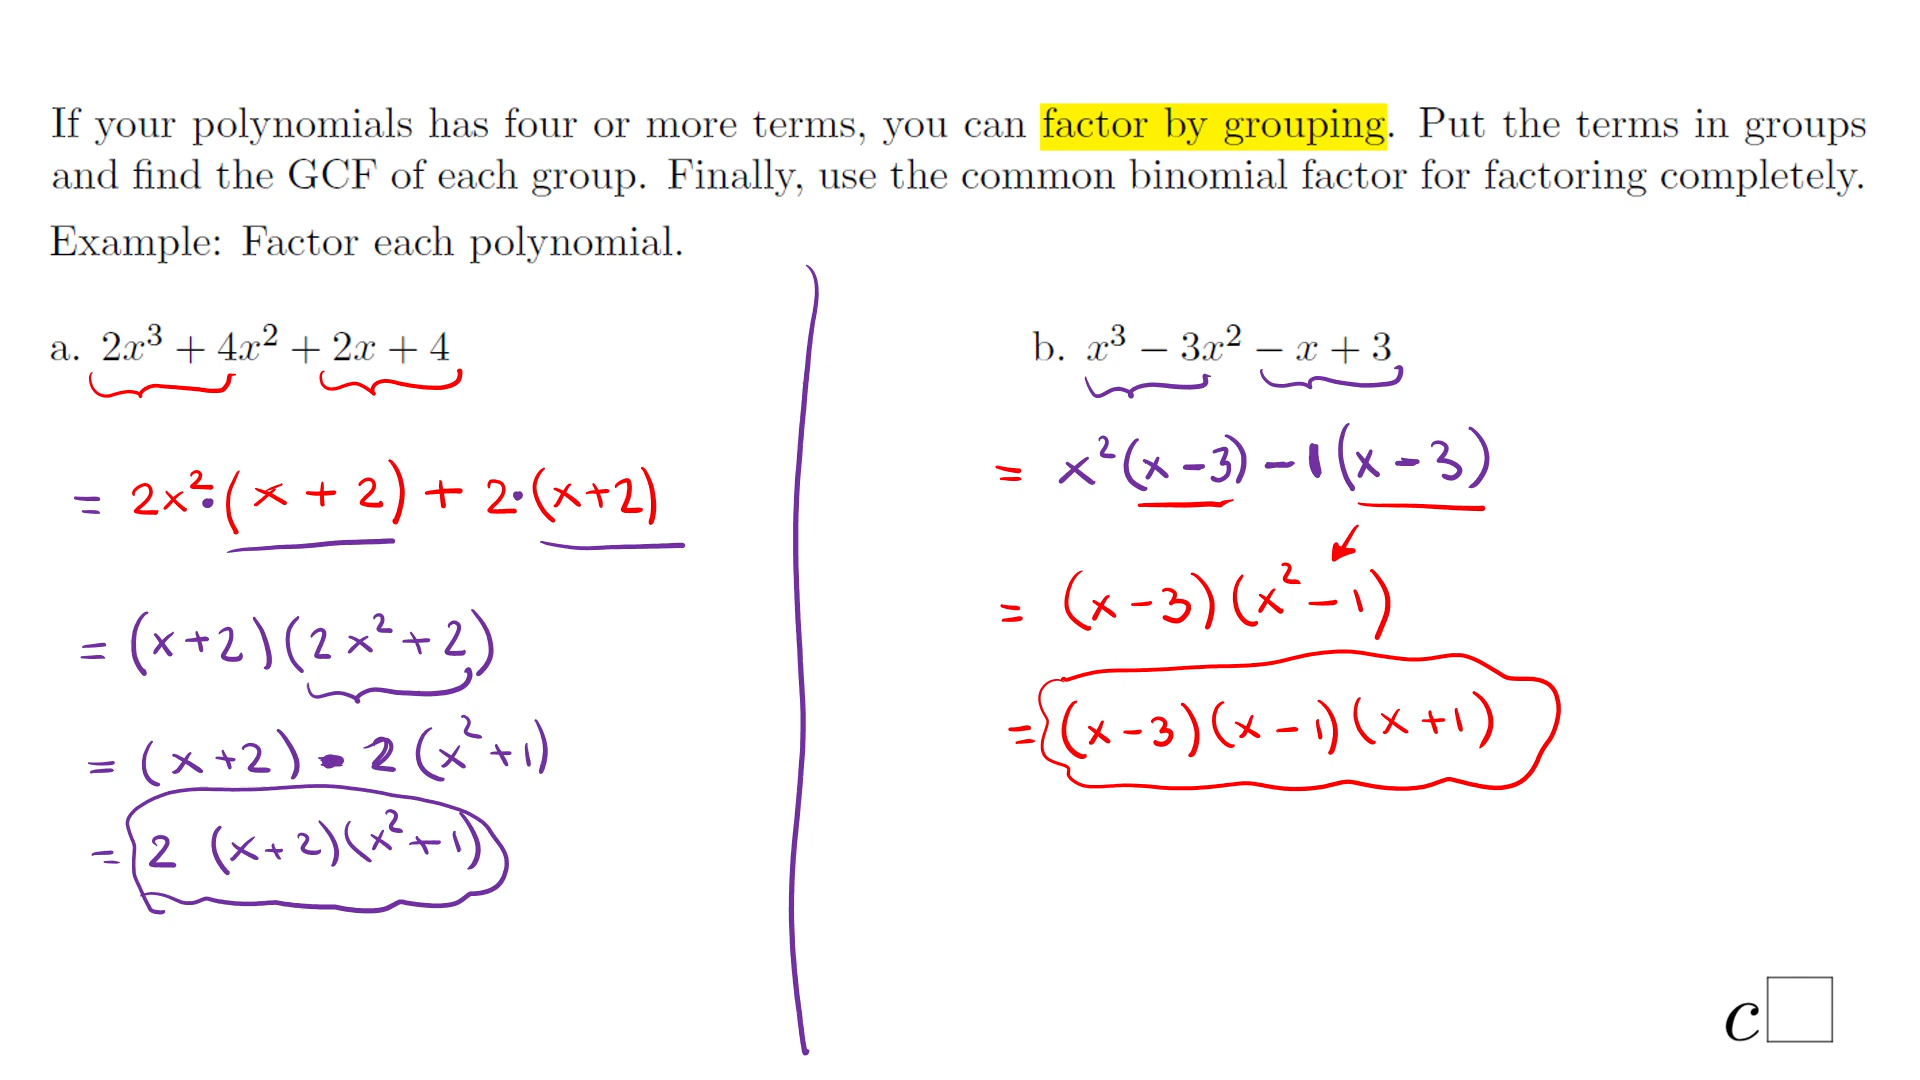 If your polynomials has four or more terms, you can factor by grouping. Put the terms in groups
and find the GCF of each group. Finally, use the common binomial factor for factoring completely.
Example: Factor each polynomial.
a. 2x³ + 4x² + 2x + 4
= 2x²·(x + 2) + 2·(x+2)
= (x+2)(2x²+2)
= (x+2)·2(x²+1)
= 2 (x+2)(x²+1)
b. x³ − 3x² − x + 3
= x²(x−3) −1(x−3)
= (x−3)(x²−1)
= (x−3)(x−1)(x+1)
c